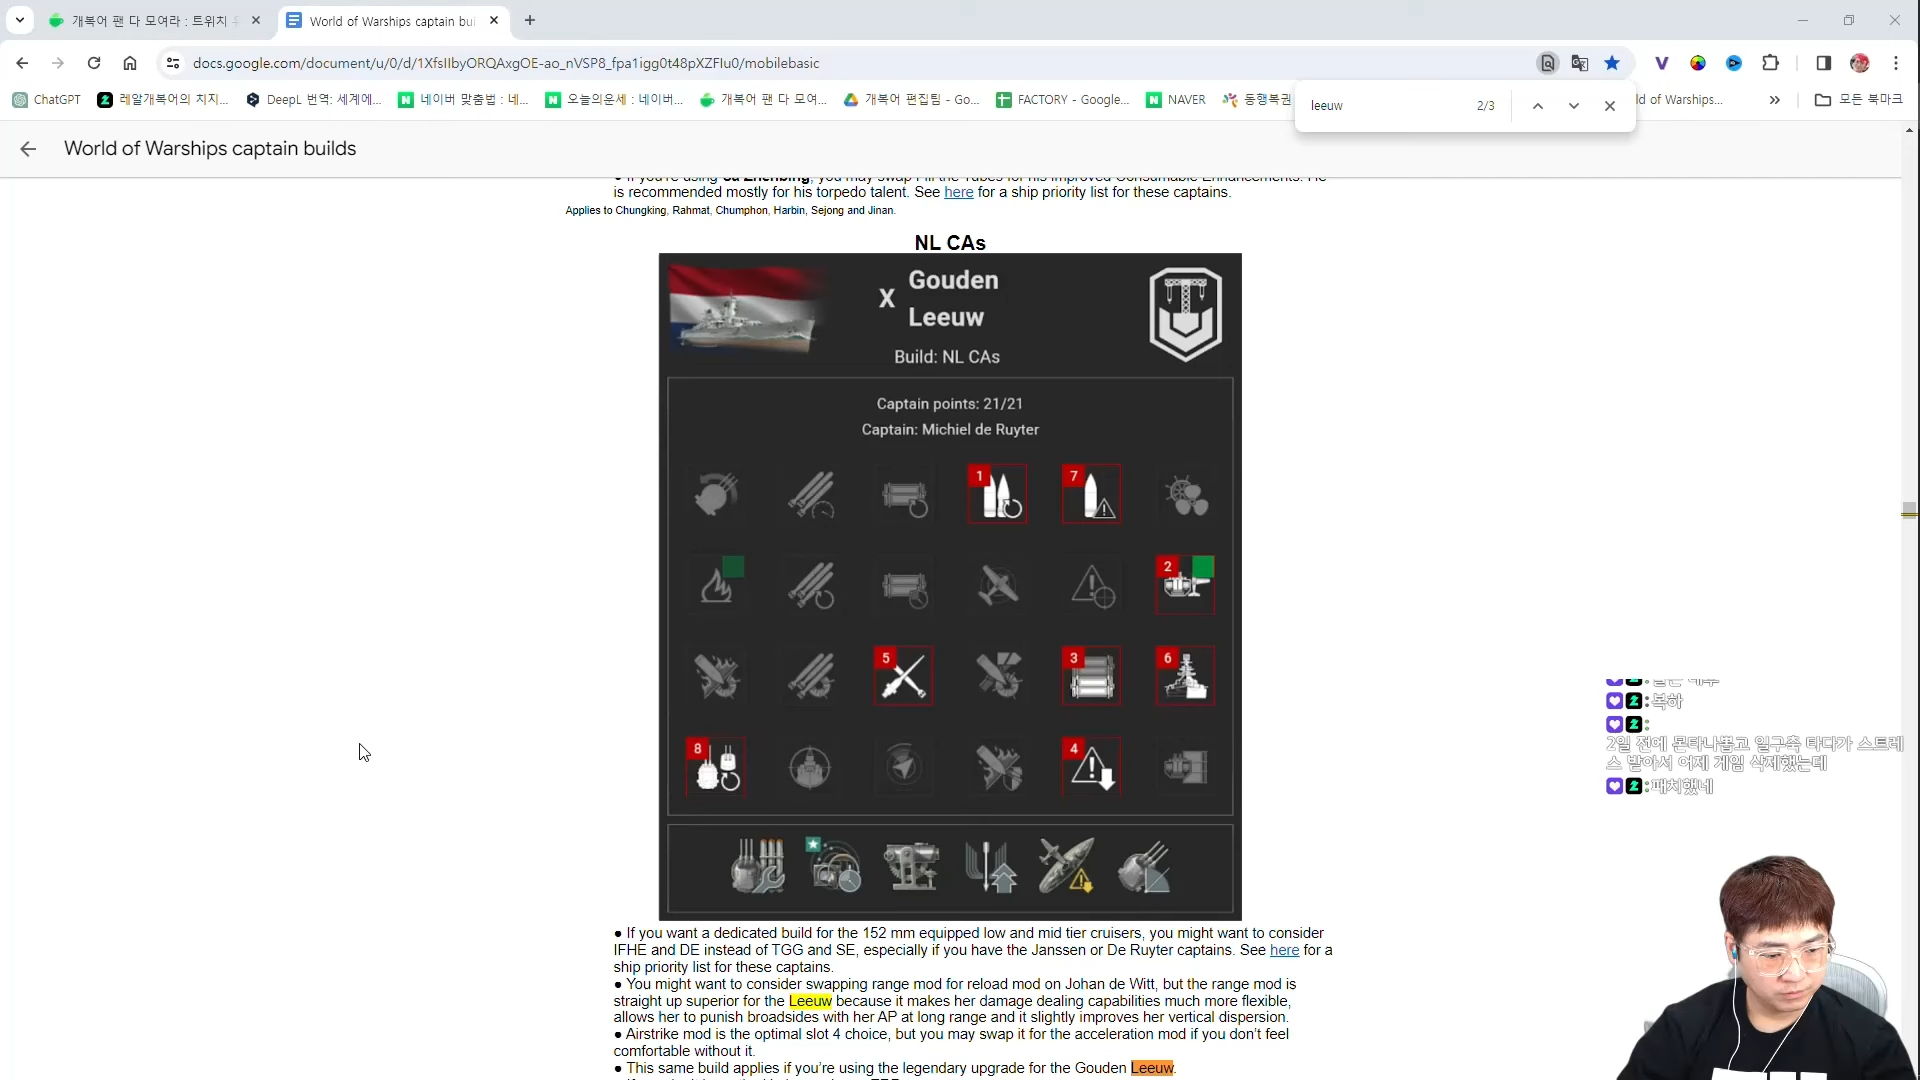 개복어 팬 다 모여라 : 트위치
World of Warships captain bui
docs.google.com/document/u/0/d/1XfsIIbyORQAxgOE-ao_nVSP8_fpa1igg0t48pXZFIu0/mobilebasic
ChatGPT
레알개복어의 치지...
DeepL 번역: 세계에...
네이버 맞춤법 : 네...
오늘의운세 : 네이버...
개복어 팬 다 모여...
개복어 편집팀 - Go...
FACTORY - Google...
NAVER
동행복권
ld of Warships...
모든 북마크
leeuw
2/3
World of Warships captain builds
is recommended mostly for his torpedo talent. See here for a ship priority list for these captains.
Applies to Chungking, Rahmat, Chumphon, Harbin, Sejong and Jinan.
NL CAs
X
Gouden
Leeuw
Build: NL CAs
Captain points: 21/21
Captain: Michiel de Ruyter
1
7
2
5
3
6
8
4
● If you want a dedicated build for the 152 mm equipped low and mid tier cruisers, you might want to consider
IFHE and DE instead of TGG and SE, especially if you have the Janssen or De Ruyter captains. See here for a
ship priority list for these captains.
● You might want to consider swapping range mod for reload mod on Johan de Witt, but the range mod is
straight up superior for the Leeuw because it makes her damage dealing capabilities much more flexible,
allows her to punish broadsides with her AP at long range and it slightly improves her vertical dispersion.
● Airstrike mod is the optimal slot 4 choice, but you may swap it for the acceleration mod if you don't feel
comfortable without it.
● This same build applies if you're using the legendary upgrade for the Gouden Leeuw.
:복하
:
2일 전에 몬타나뽑고 일구축 타다가 스트레
스 받아서 어제 게임 삭제했는데
:패치했네